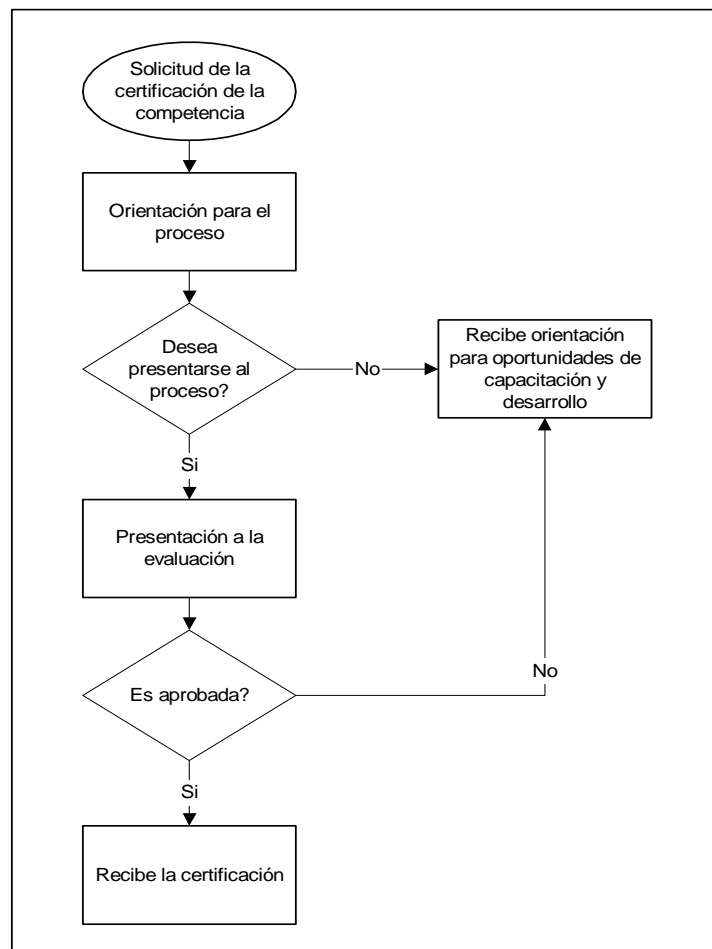 Solicitud de la
certificación de la
competencia
Orientación para el
proceso
Desea
presentarse al
proceso?
No
Recibe orientación
para oportunidades de
capacitación y
desarrollo
Si
Presentación a la
evaluación
Es aprobada?
No
Si
Recibe la certificación